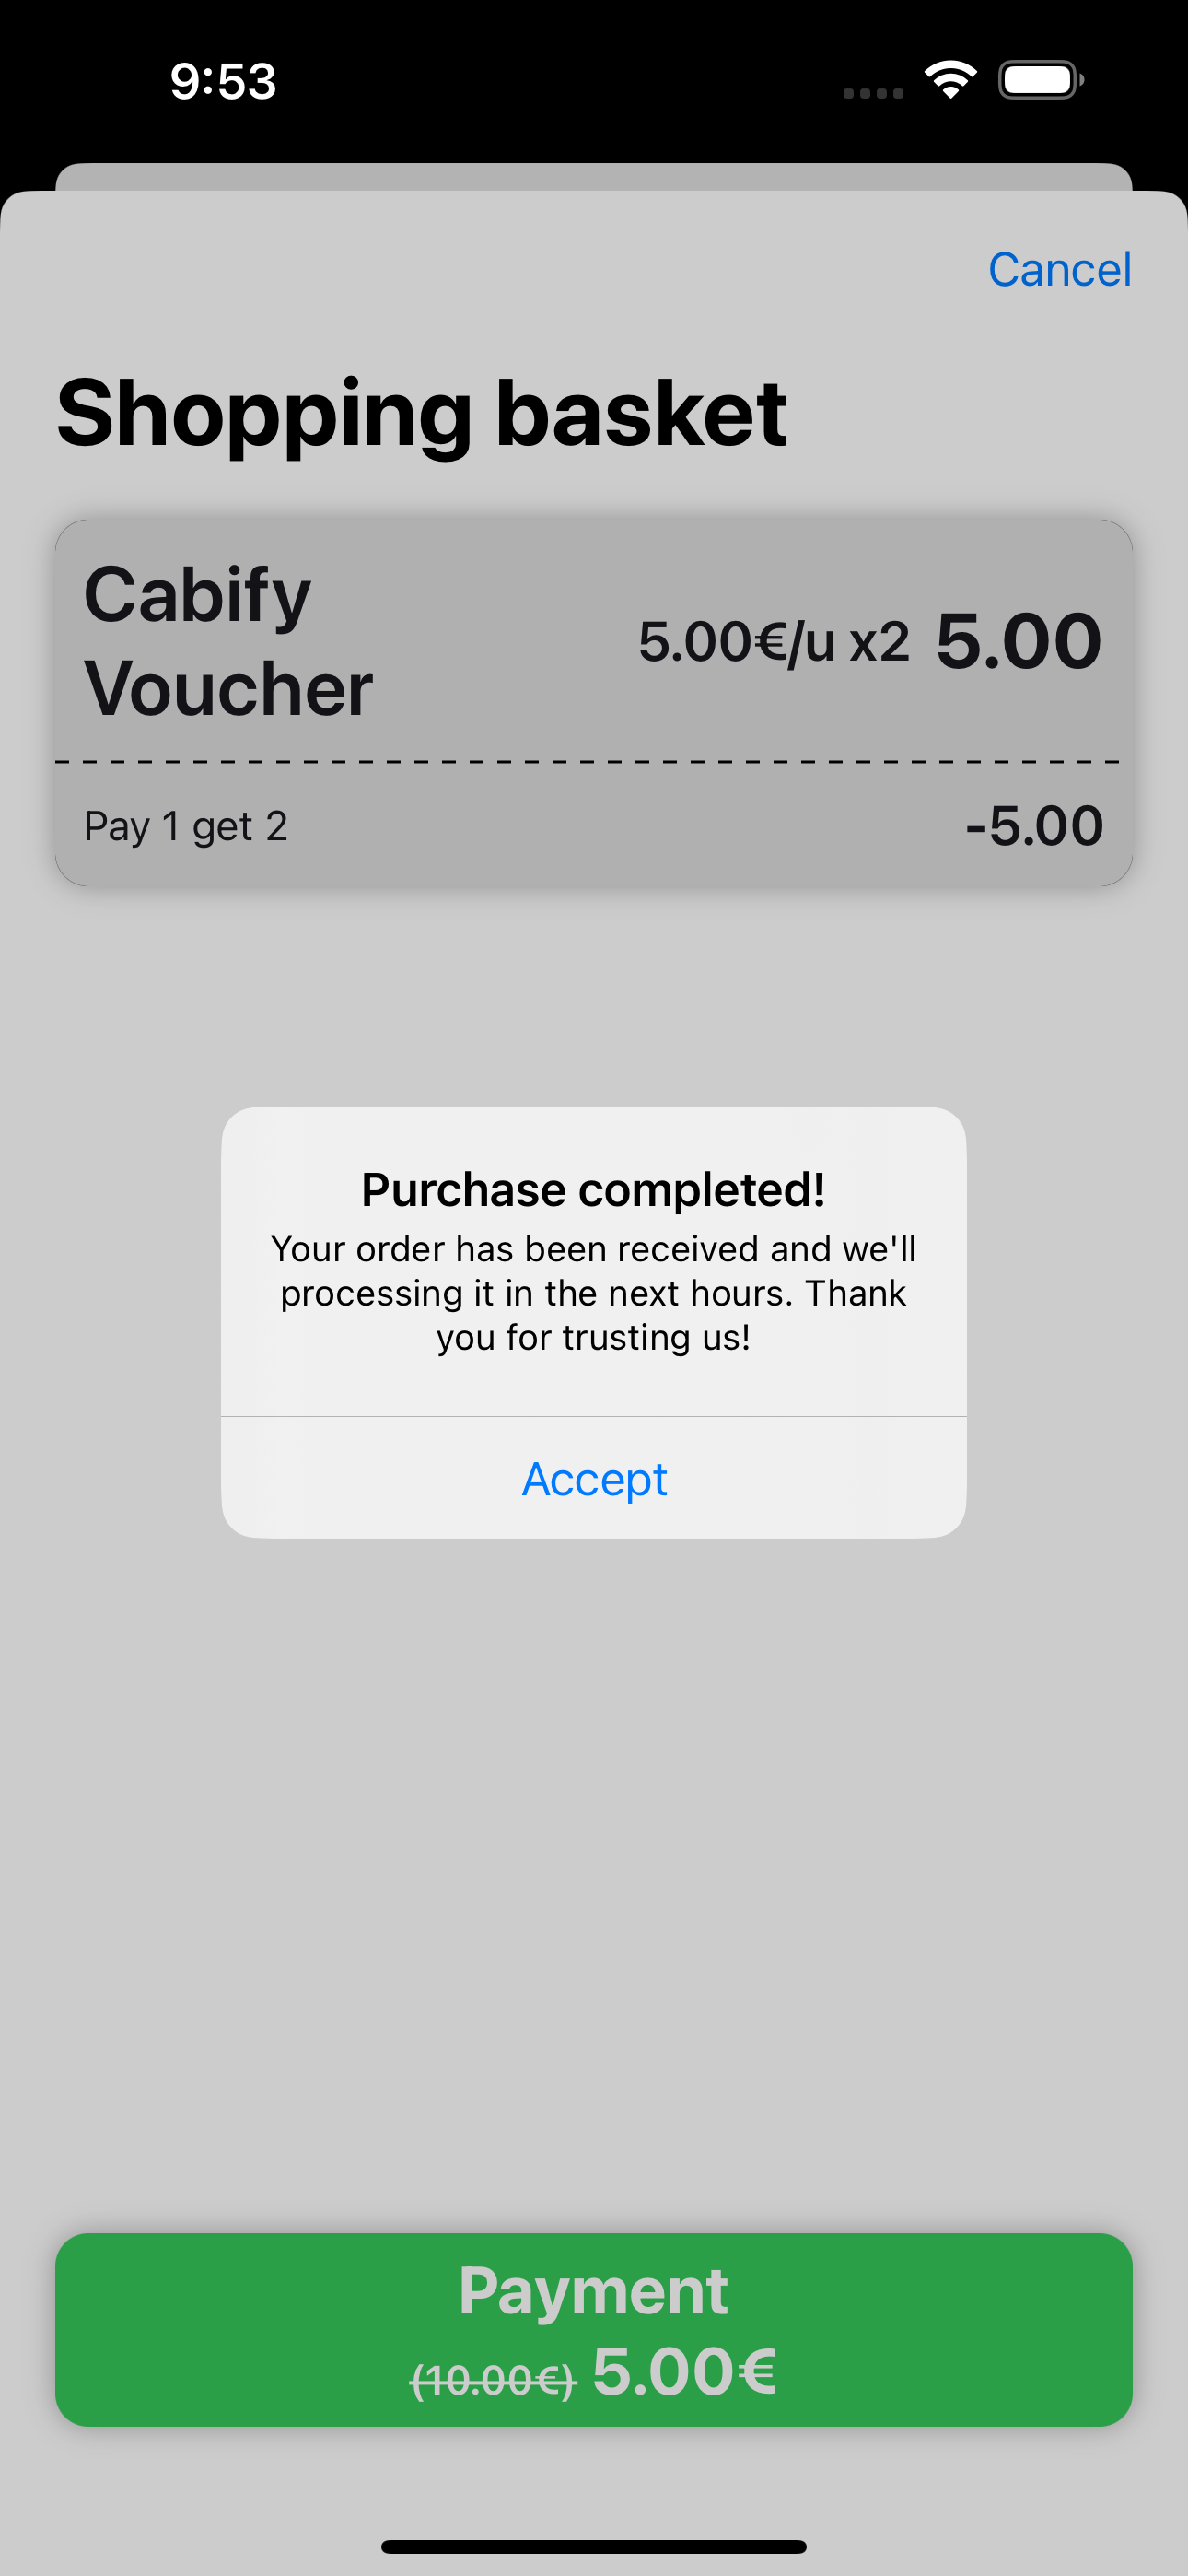 9:53
Cancel
Shopping basket
Cabify
Voucher
5.00€/u x2 5.00
Pay 1 get 2 -5.00
Purchase completed!
Your order has been received and we'll
processing it in the next hours. Thank
you for trusting us!
Accept
Payment
(10.00€) 5.00€